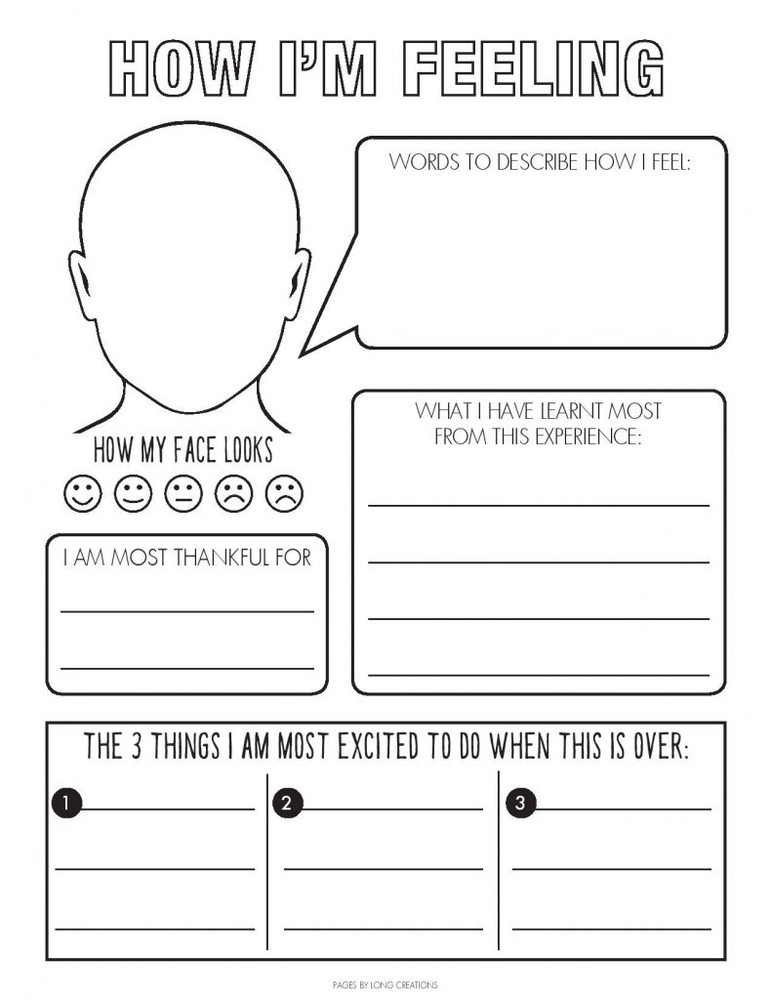 HOW I'M FEELING
WORDS TO DESCRIBE HOW I FEEL:
HOW MY FACE LOOKS
WHAT I HAVE LEARNT MOST
FROM THIS EXPERIENCE:
I AM MOST THANKFUL FOR
THE 3 THINGS I AM MOST EXCITED TO DO WHEN THIS IS OVER:
1
2
3
PAGES BY LONG CREATIONS